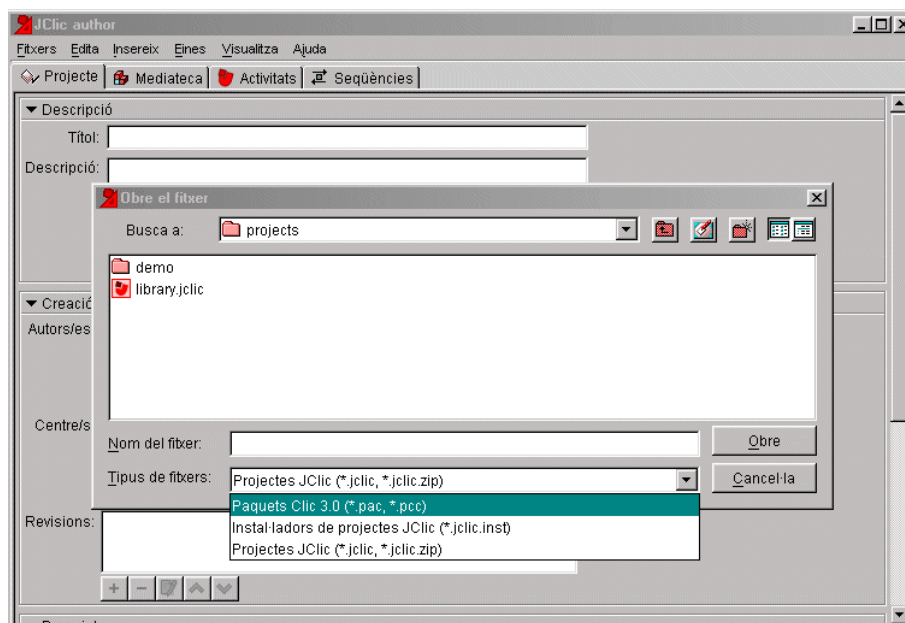 JClic author
Fitxers Edita Insereix Eines Visualitza Ajuda
Projecte Mediateca Activitats Seqüències
Descripció
Títol:
Descripció:
Obre el fitxer
Busca a: projects
demo
library.jclic
Creació
Autors/es
Centre/s
Nom del fitxer: Obre
Tipus de fitxers: Projectes JClic (*.jclic, *.jclic.zip) Cancel·la
Paquets Clic 3.0 (*.pac, *.pcc)
Revisions:
Instal·ladors de projectes JClic (*.jclic.inst)
Projectes JClic (*.jclic, *.jclic.zip)